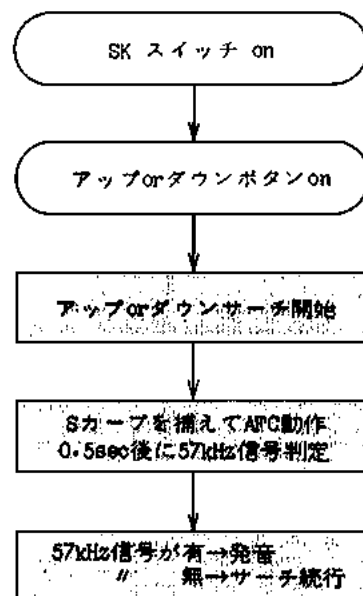 SK スイッチ on
アップorダウンボタンon
アップorダウンサーチ開始
Sカーブを捕えてAFC動作
0.5sec後に57kHz信号判定
57kHz信号が有→発音
〃 無→サーチ続行